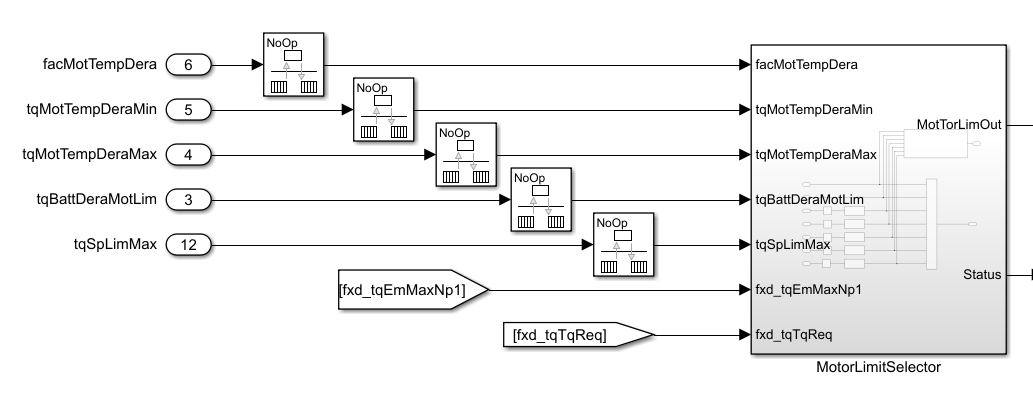 facMotTempDera 6 NoOp facMotTempDera
tqMotTempDeraMin 5 NoOp tqMotTempDeraMin
MotTorLimOut
tqMotTempDeraMax 4 NoOp tqMotTempDeraMax
tqBattDeraMotLim 3 NoOp tqBattDeraMotLim
tqSpLimMax 12 NoOp tqSpLimMax
Status
[fxd_tqEmMaxNp1] fxd_tqEmMaxNp1
[fxd_tqTqReq] fxd_tqTqReq
MotorLimitSelector